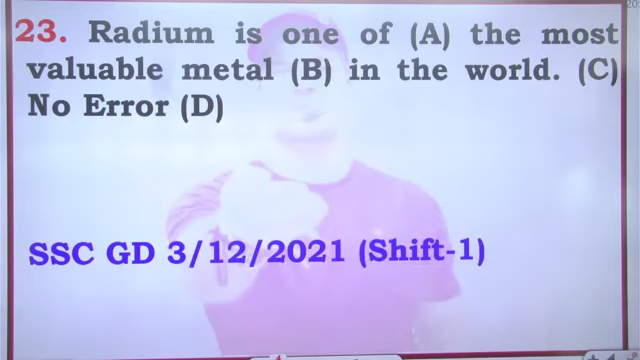 23. Radium is one of (A) the most
valuable metal (B) in the world. (C)
No Error (D)
SSC GD 3/12/2021 (Shift-1)